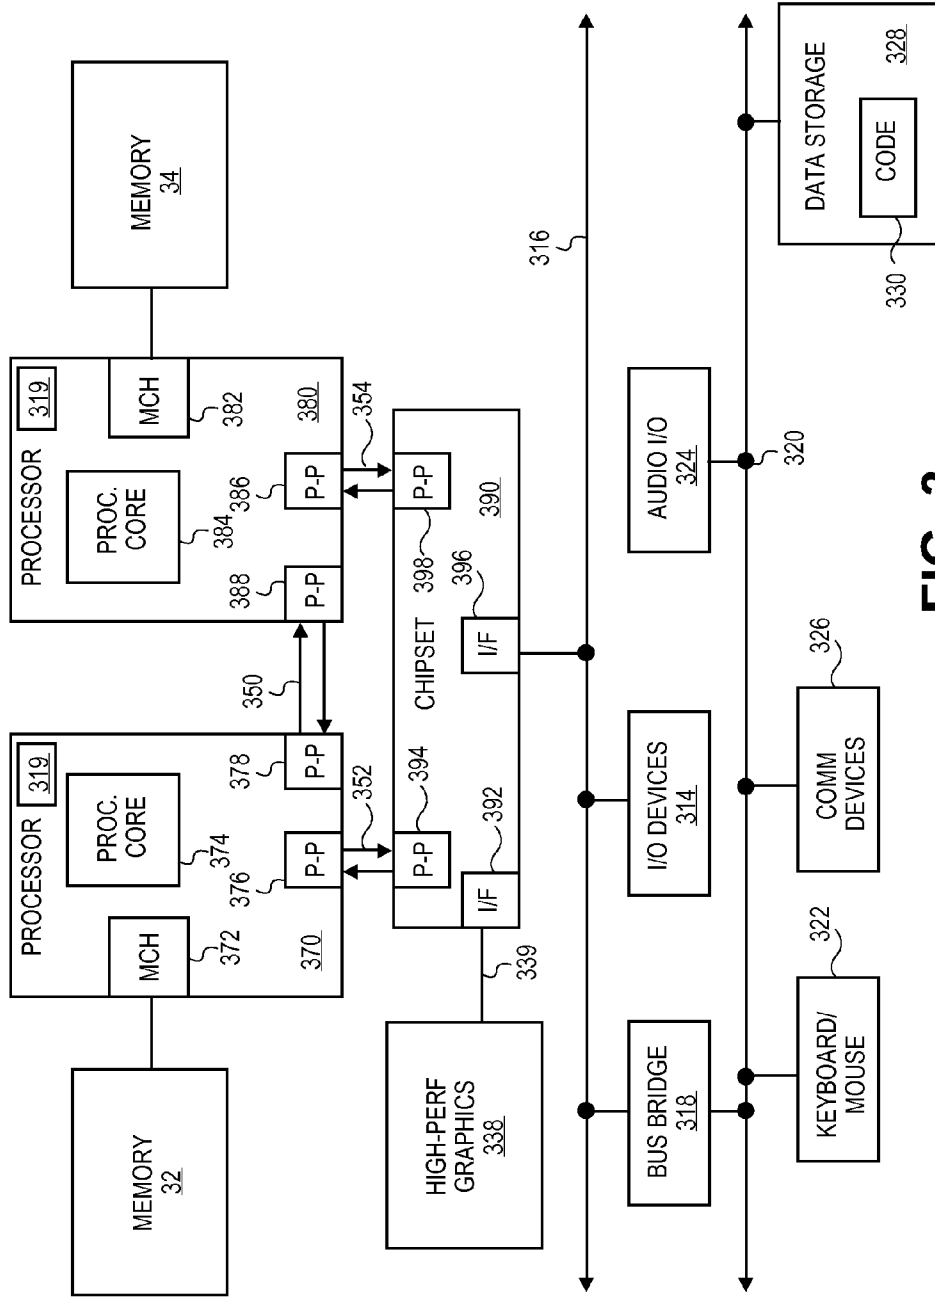 PROCESSOR
319
PROC.
CORE
374
MCH
372
370
376
P-P
378
P-P
MEMORY
32
350
PROCESSOR
319
PROC.
CORE
384
MCH
382
380
388
P-P
386
P-P
MEMORY
34
352
354
P-P
394
P-P
398
CHIPSET
390
I/F
392
I/F
396
339
HIGH-PERF
GRAPHICS
338
316
BUS BRIDGE
318
I/O DEVICES
314
AUDIO I/O
324
320
KEYBOARD/
MOUSE
322
COMM
DEVICES
326
DATA STORAGE
328
CODE
330